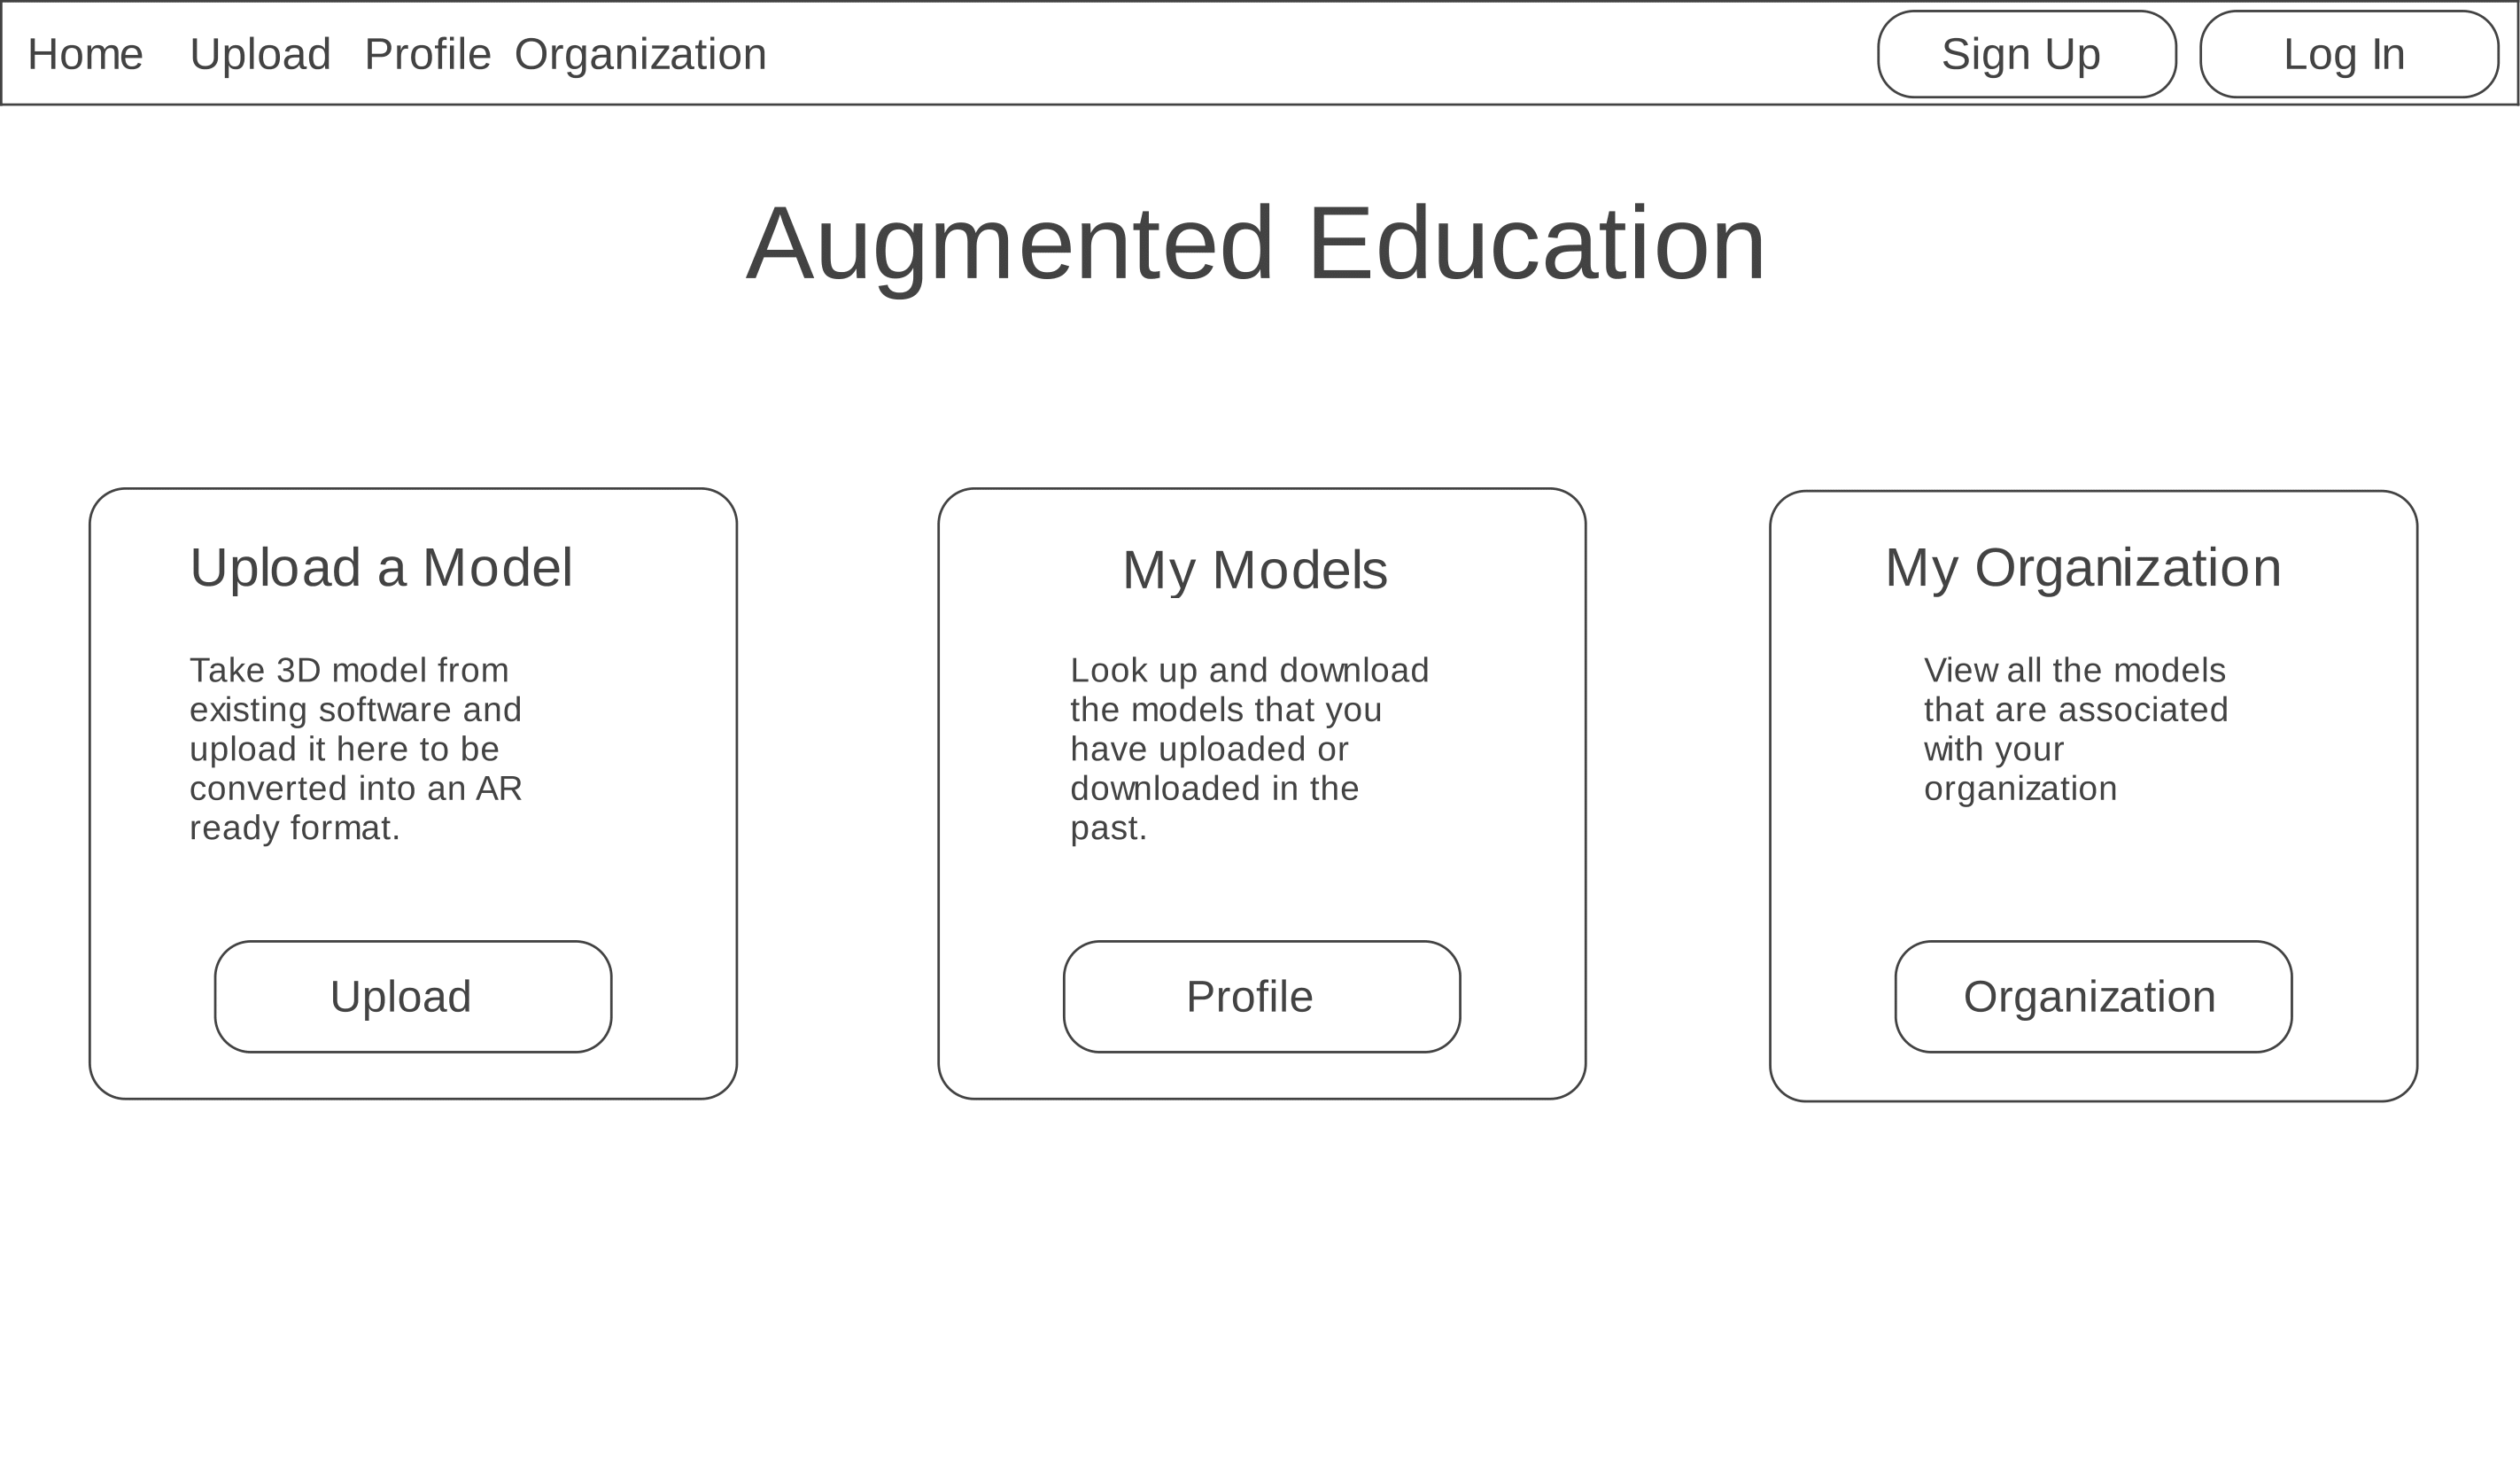 Home Upload Profile Organization Sign Up Log In
Augmented Education
Upload a Model
Take 3D model from
existing software and
upload it here to be
converted into an AR
ready format.
Upload
My Models
Look up and download
the models that you
have uploaded or
downloaded in the
past.
Profile
My Organization
View all the models
that are associated
with your
organization
Organization